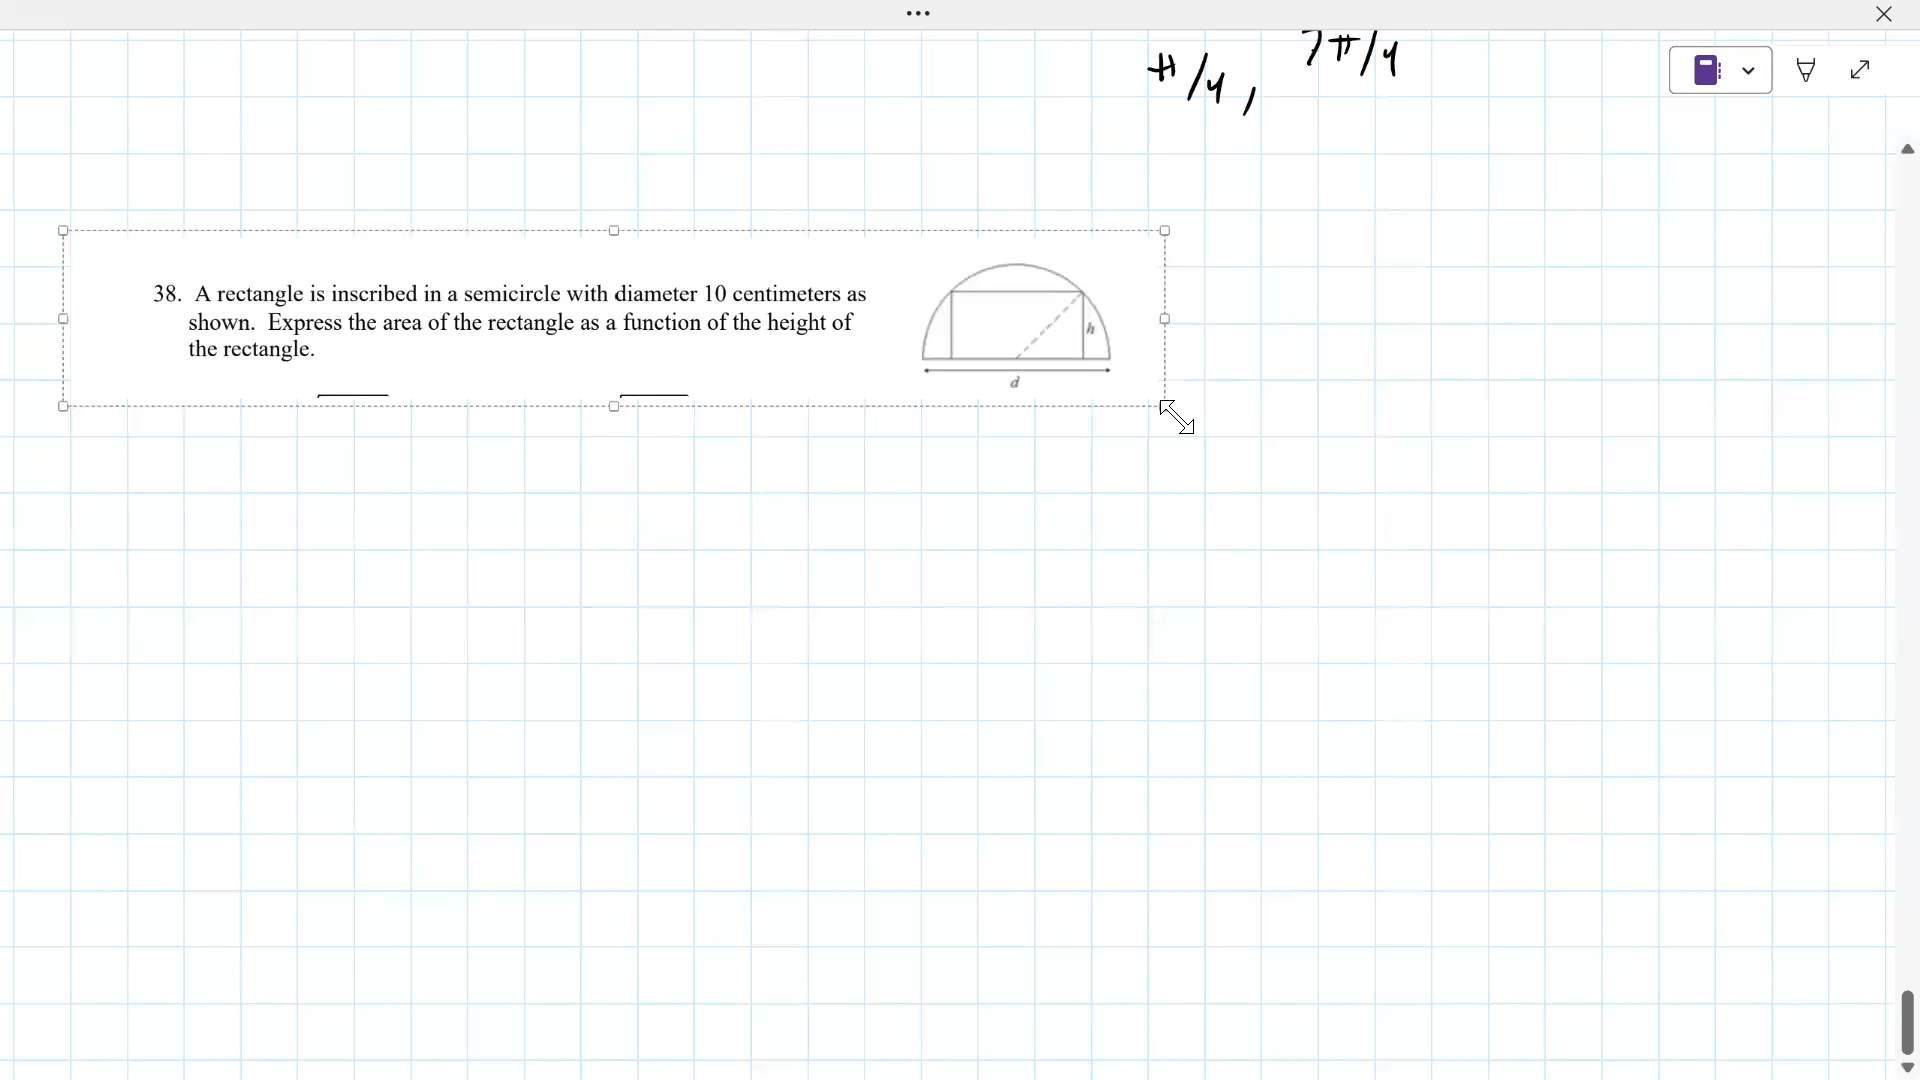 π/4, 7π/4
38. A rectangle is inscribed in a semicircle with diameter 10 centimeters as
shown. Express the area of the rectangle as a function of the height of
the rectangle.
h
d